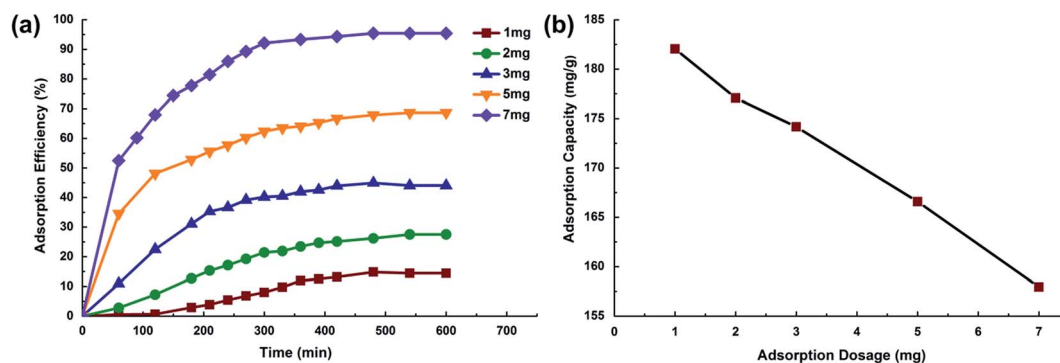 (a)
Adsorption Efficiency (%)
100
90
80
70
60
50
40
30
20
10
0
0 100 200 300 400 500 600 700
Time (min)
1mg
2mg
3mg
5mg
7mg
(b)
Adsorption Capacity (mg/g)
185
180
175
170
165
160
155
0 1 2 3 4 5 6 7
Adsorption Dosage (mg)